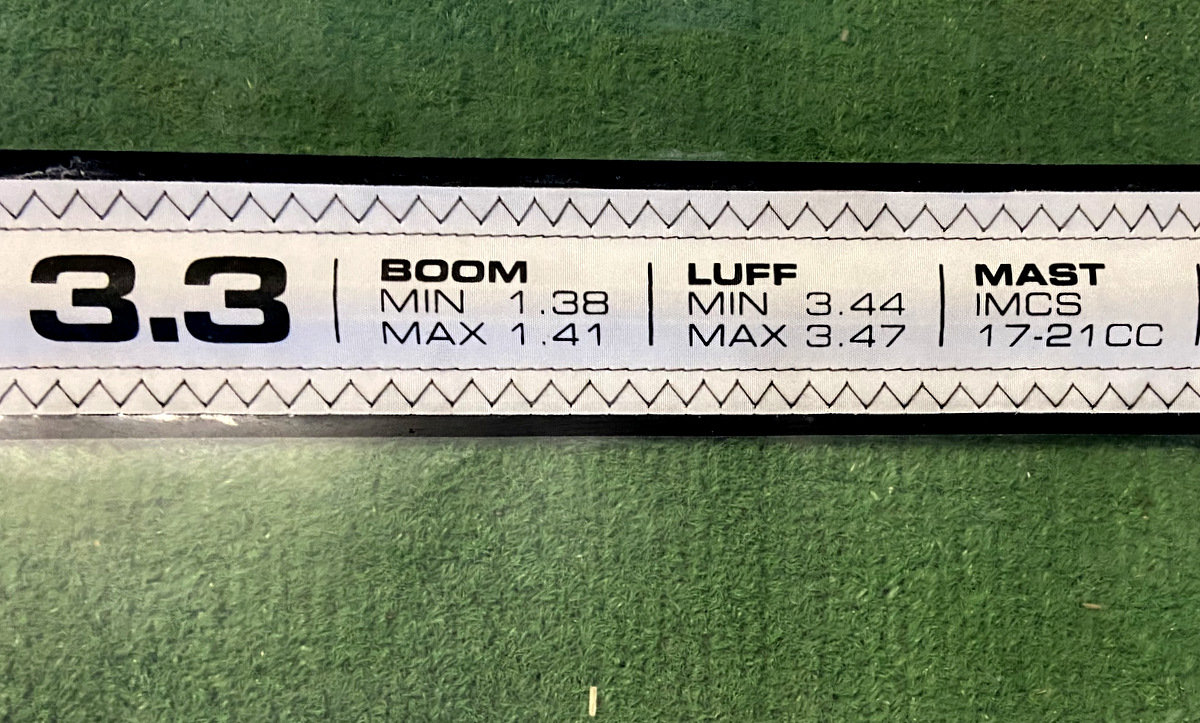 3.3
BOOM
MIN 1.38
MAX 1.41
LUFF
MIN 3.44
MAX 3.47
MAST
IMCS
17-21CC